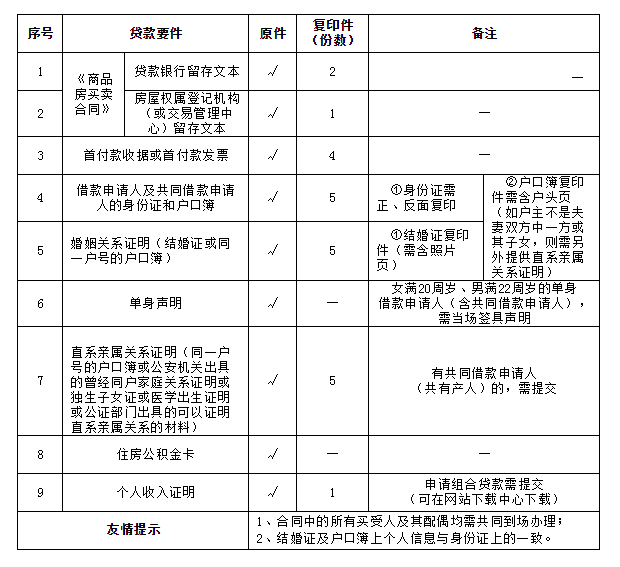 序号 贷款要件 原件 复印件
（份数） 备注
1 《商品
房买卖
合同》 贷款银行留存文本 √ 2 —
2 房屋权属登记机构
（或交易管理中
心）留存文本 √ 1 —
3 首付款收据或首付款发票 √ 4 —
4 借款申请人及共同借款申请
人的身份证和户口簿 √ 5 ①身份证需
正、反面复印
②户口簿复印
件需含户头页
（如户主不是夫
妻双方中一方或
其子女，则需另
外提供直系亲属
关系证明）
5 婚姻关系证明（结婚证或同
一户号的户口簿） √ 5 ①结婚证复印
件（需含照片
页）
6 单身声明 √ — 女满20周岁、男满22周岁的单身
借款申请人（含共同借款申请人），
需当场签具声明
7 直系亲属关系证明（同一户
号的户口簿或公安机关出具
的曾经同户家庭关系证明或
独生子女证或医学出生证明
或公证部门出具的可以证明
直系亲属关系的材料） √ 5 有共同借款申请人
（共有产人）的，需提交
8 住房公积金卡 √ — —
9 个人收入证明 √ 1 申请组合贷款需提交
（可在网站下载中心下载）
友情提示 1、合同中的所有买受人及其配偶均需共同到场办理；
2、结婚证及户口簿上个人信息与身份证上的一致。